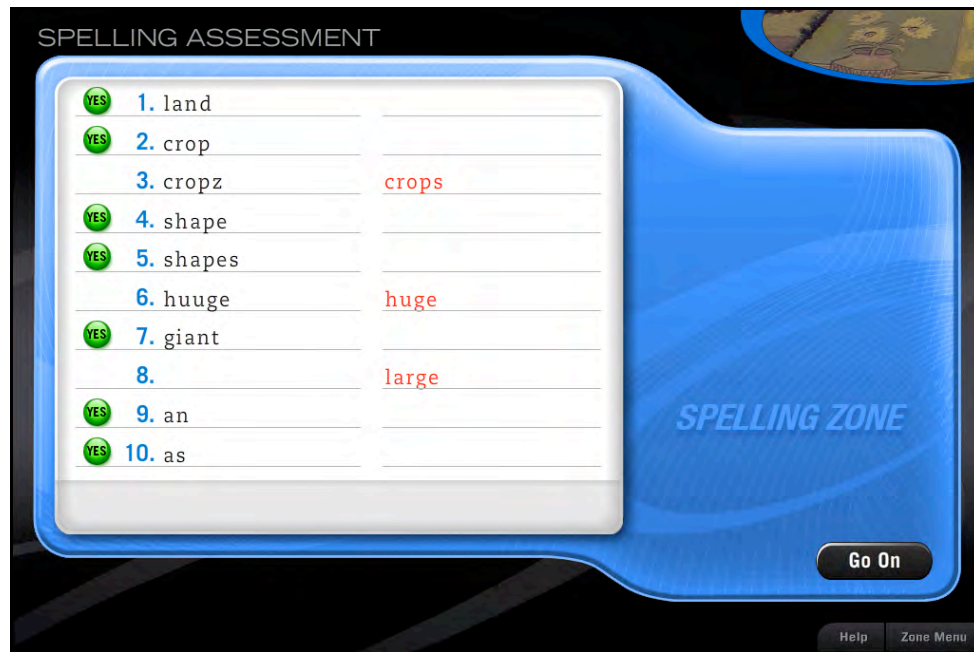 SPELLING ASSESSMENT
YES 1. land
YES 2. crop
3. cropz crops
YES 4. shape
YES 5. shapes
6. huuge huge
YES 7. giant
8. large
YES 9. an
YES 10. as
SPELLING ZONE
Go On
Help Zone Menu